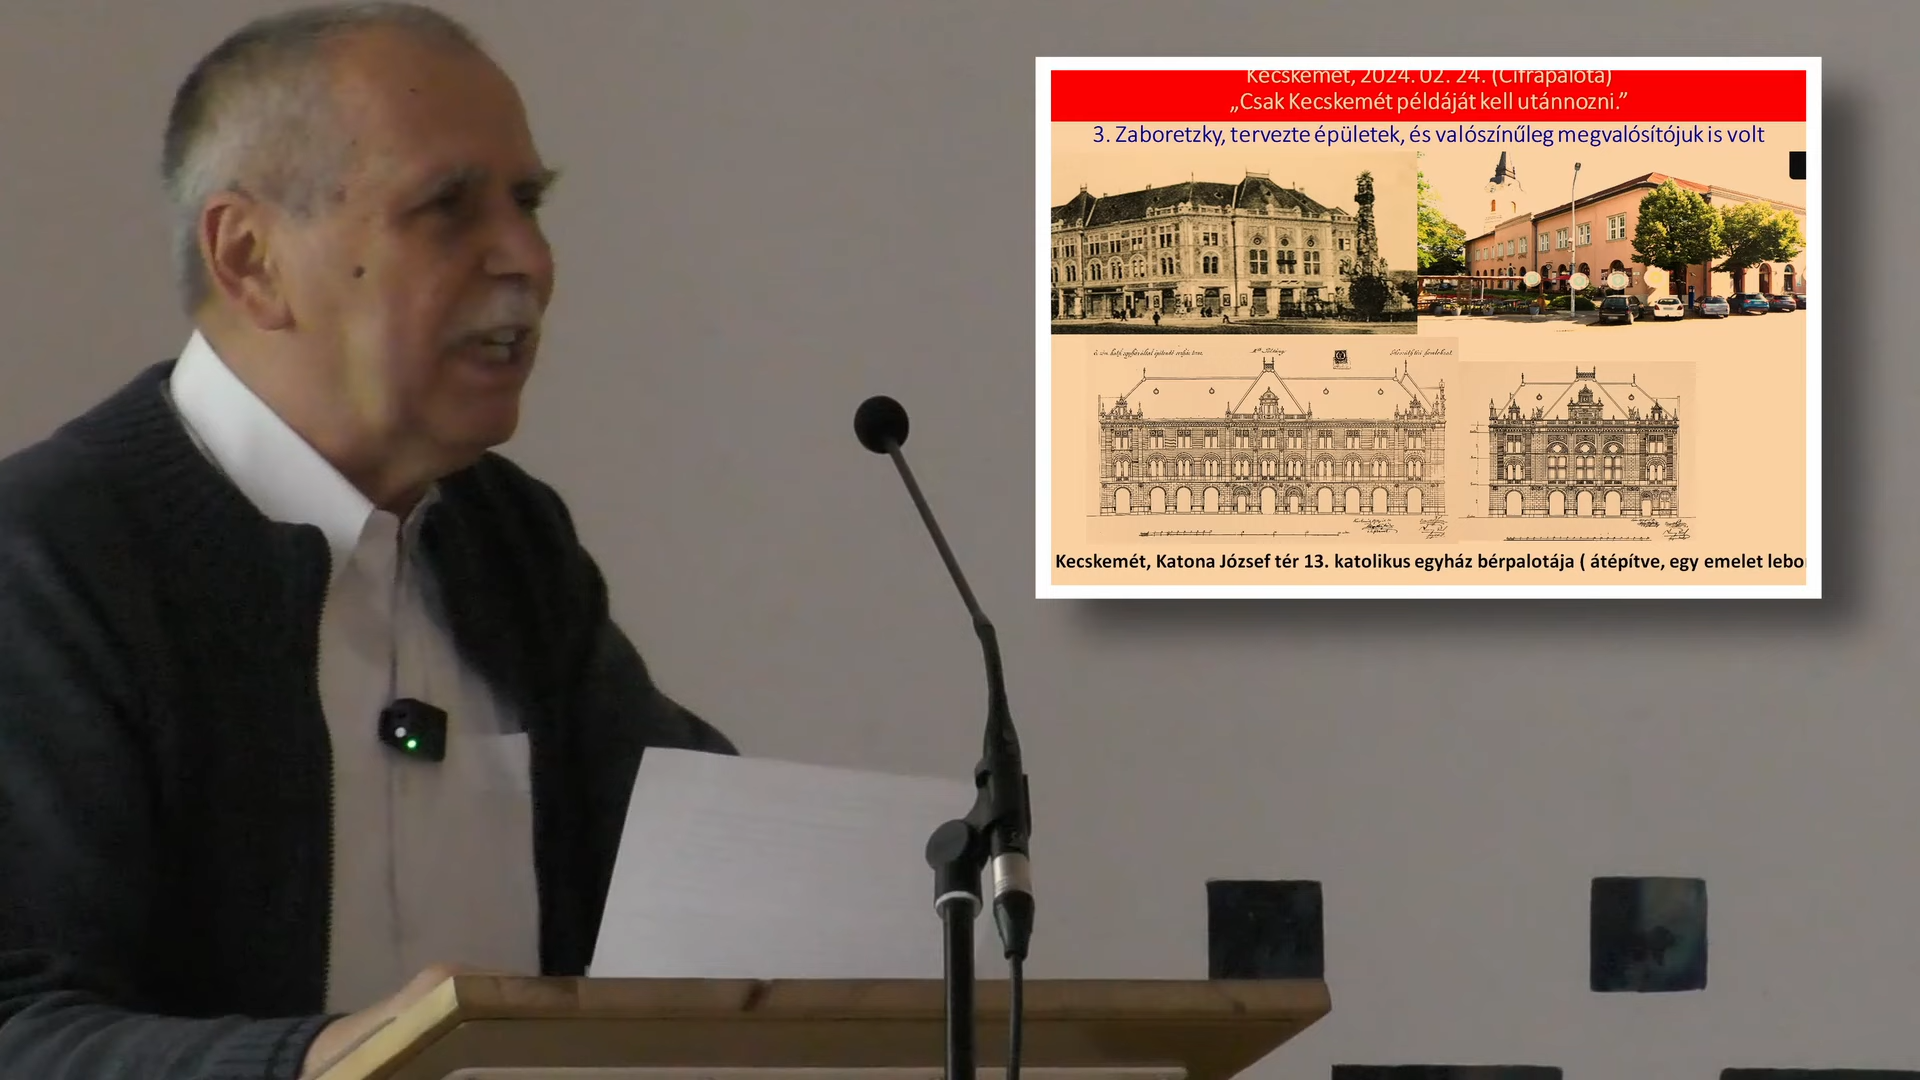 Kecskemét, 2024. 02. 24. (Cifrapalota)
„Csak Kecskemét példáját kell utánnozni.”
3. Zaboretzky, tervezte épületek, és valószínűleg megvalósítójuk is volt
Kecskemét, Katona József tér 13. katolikus egyház bérpalotája ( átépítve, egy emelet lebo